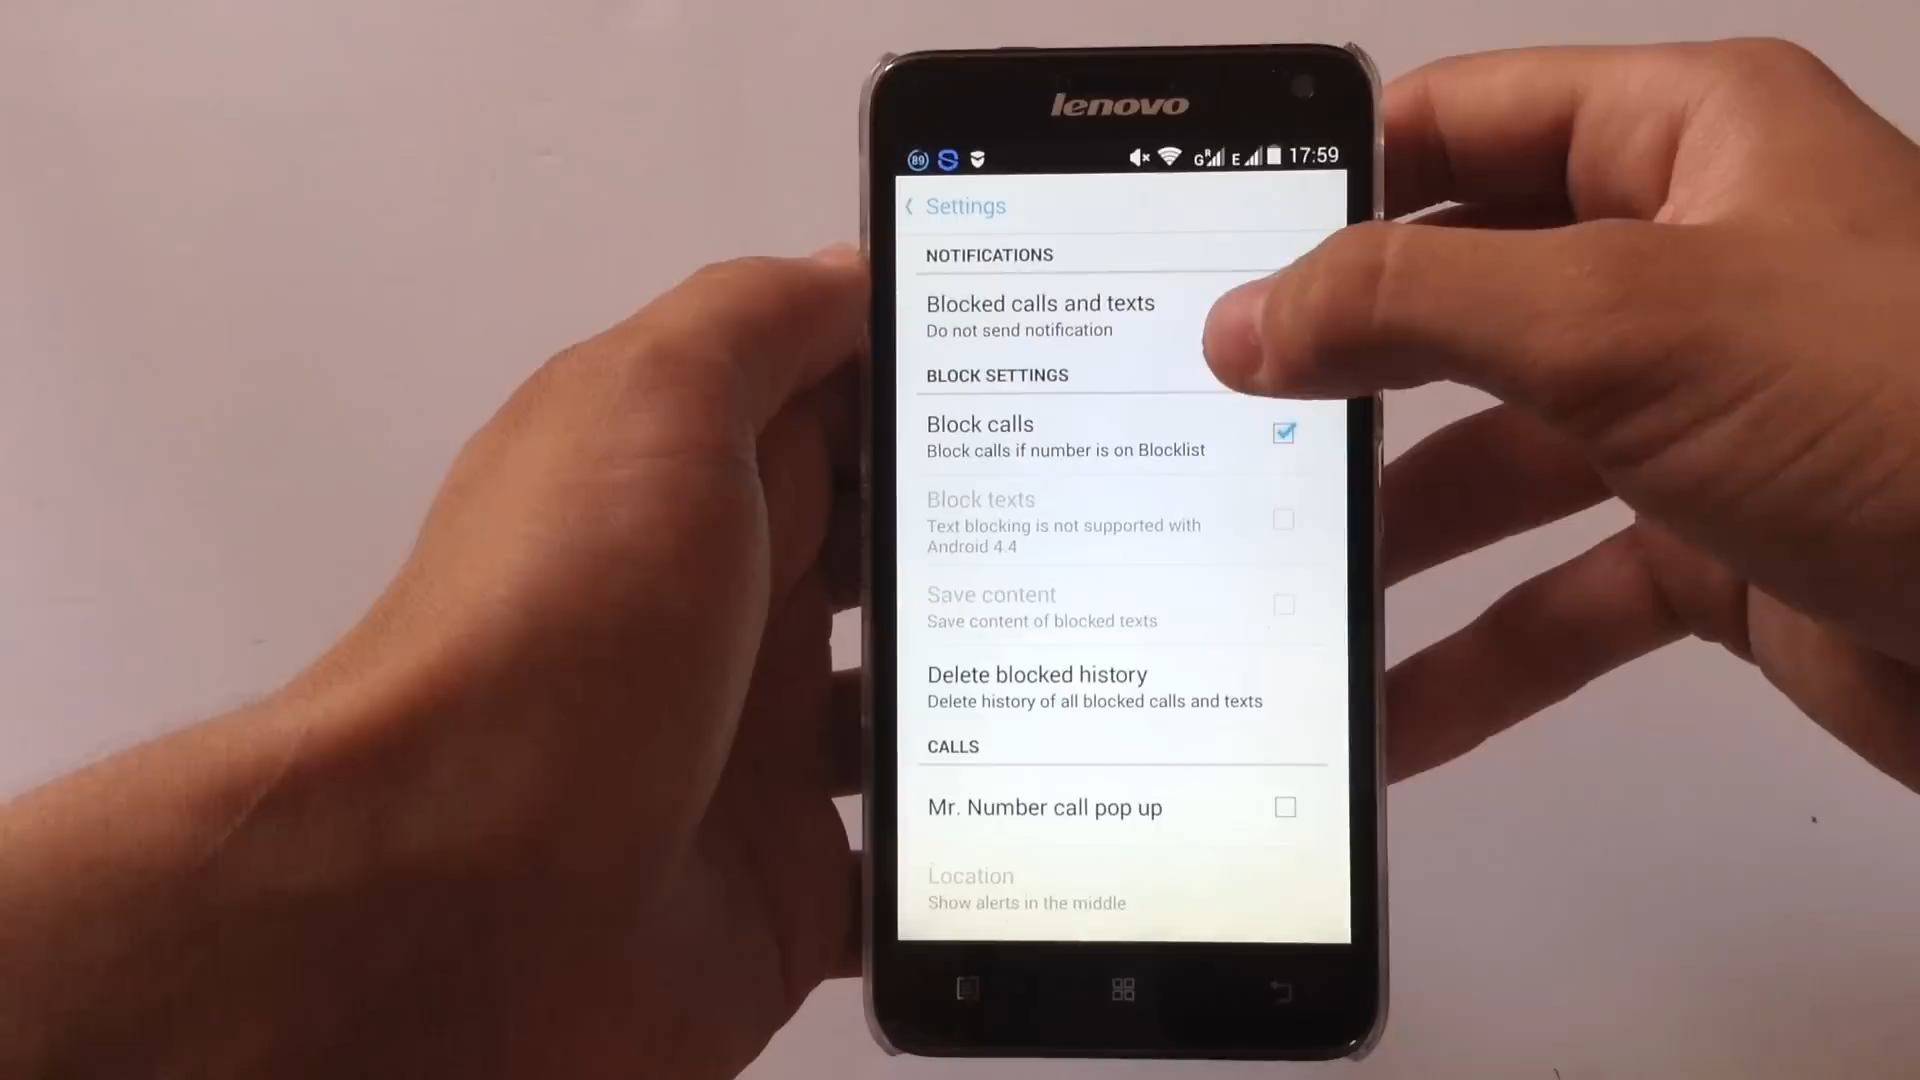 lenovo
89
G R E 17:59
Settings
NOTIFICATIONS
Blocked calls and texts
Do not send notification
BLOCK SETTINGS
Block calls
Block calls if number is on Blocklist
Block texts
Text blocking is not supported with
Android 4.4
Save content
Save content of blocked texts
Delete blocked history
Delete history of all blocked calls and texts
CALLS
Mr. Number call pop up
Location
Show alerts in the middle